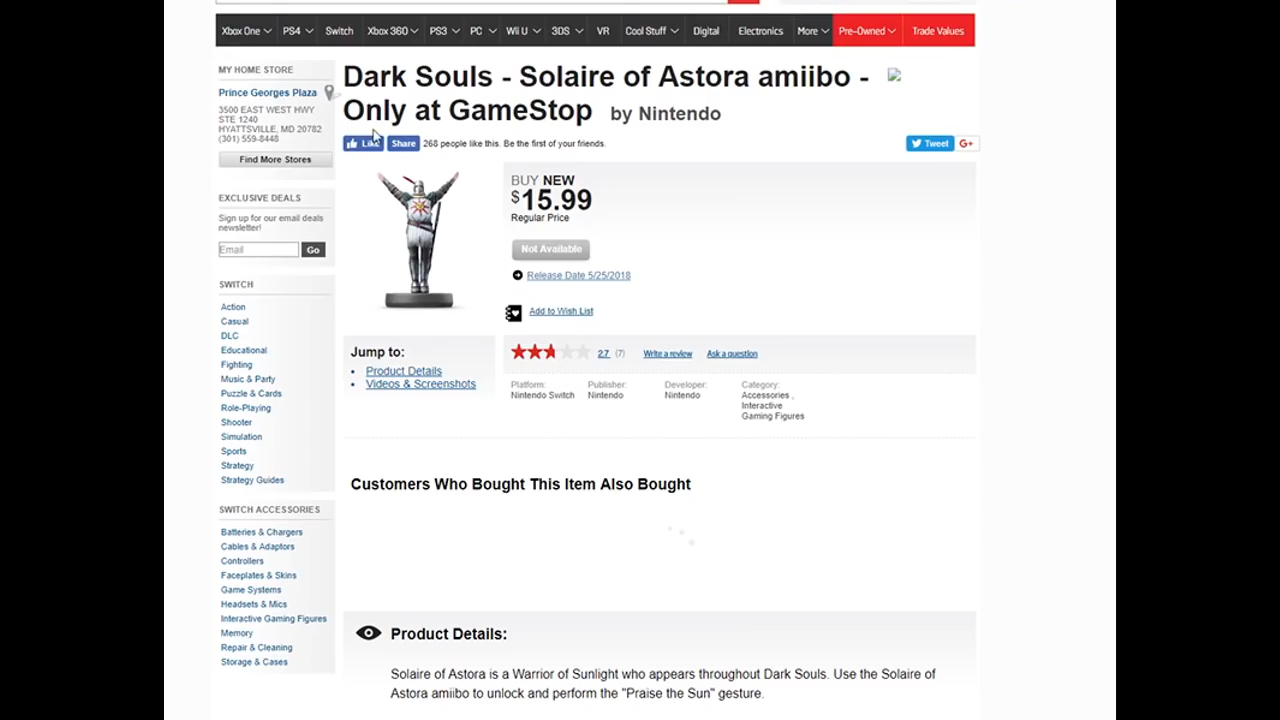 Xbox One PS4 Switch Xbox 360 PS3 PC Wii U 3DS VR Cool Stuff Digital Electronics More Pre-Owned Trade Values
MY HOME STORE
Prince Georges Plaza
3500 EAST WEST HWY
STE 1240
HYATTSVILLE, MD 20782
(301) 559-8448
Find More Stores
EXCLUSIVE DEALS
Sign up for our email deals
newsletter!
Email Go
SWITCH
Action
Casual
DLC
Educational
Fighting
Music & Party
Puzzle & Cards
Role-Playing
Shooter
Simulation
Sports
Strategy
Strategy Guides
SWITCH ACCESSORIES
Batteries & Chargers
Cables & Adaptors
Controllers
Faceplates & Skins
Game Systems
Headsets & Mics
Interactive Gaming Figures
Memory
Repair & Cleaning
Storage & Cases
Dark Souls - Solaire of Astora amiibo -
Only at GameStop by Nintendo
Like Share 268 people like this. Be the first of your friends. Tweet G+
BUY NEW
$15.99
Regular Price
Not Available
Release Date 5/25/2018
Add to Wish List
Jump to:
• Product Details
• Videos & Screenshots
2.7 (7) Write a review Ask a question
Platform: Publisher: Developer: Category:
Nintendo Switch Nintendo Nintendo Accessories ,
Interactive
Gaming Figures
Customers Who Bought This Item Also Bought
Product Details:
Solaire of Astora is a Warrior of Sunlight who appears throughout Dark Souls. Use the Solaire of
Astora amiibo to unlock and perform the "Praise the Sun" gesture.